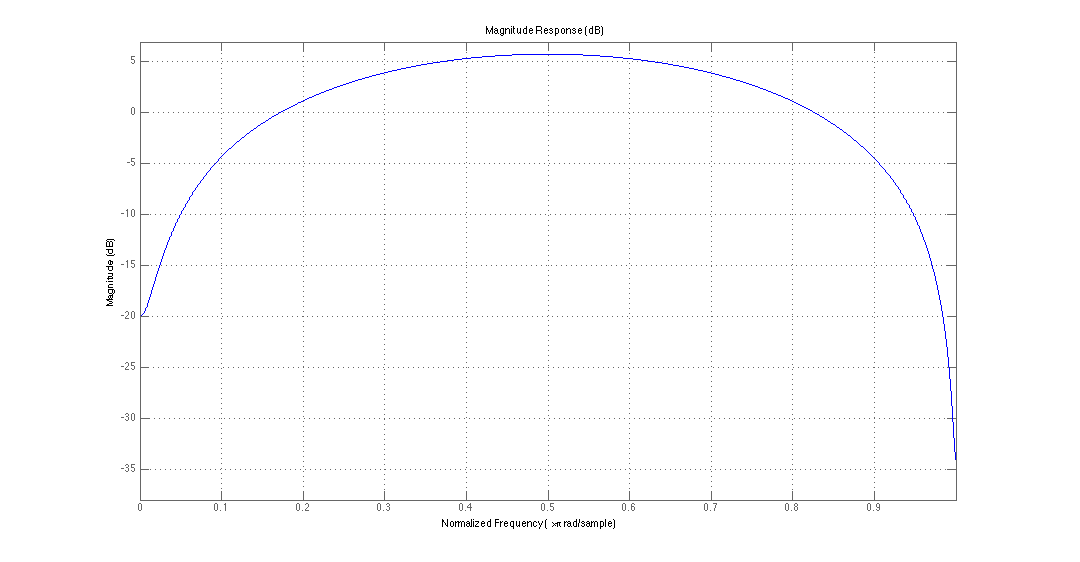 Magnitude Response (dB)
5
0
-5
-10
-15
-20
-25
-30
-35
Magnitude (dB)
0 0.1 0.2 0.3 0.4 0.5 0.6 0.7 0.8 0.9
Normalized Frequency ( ×π rad/sample)